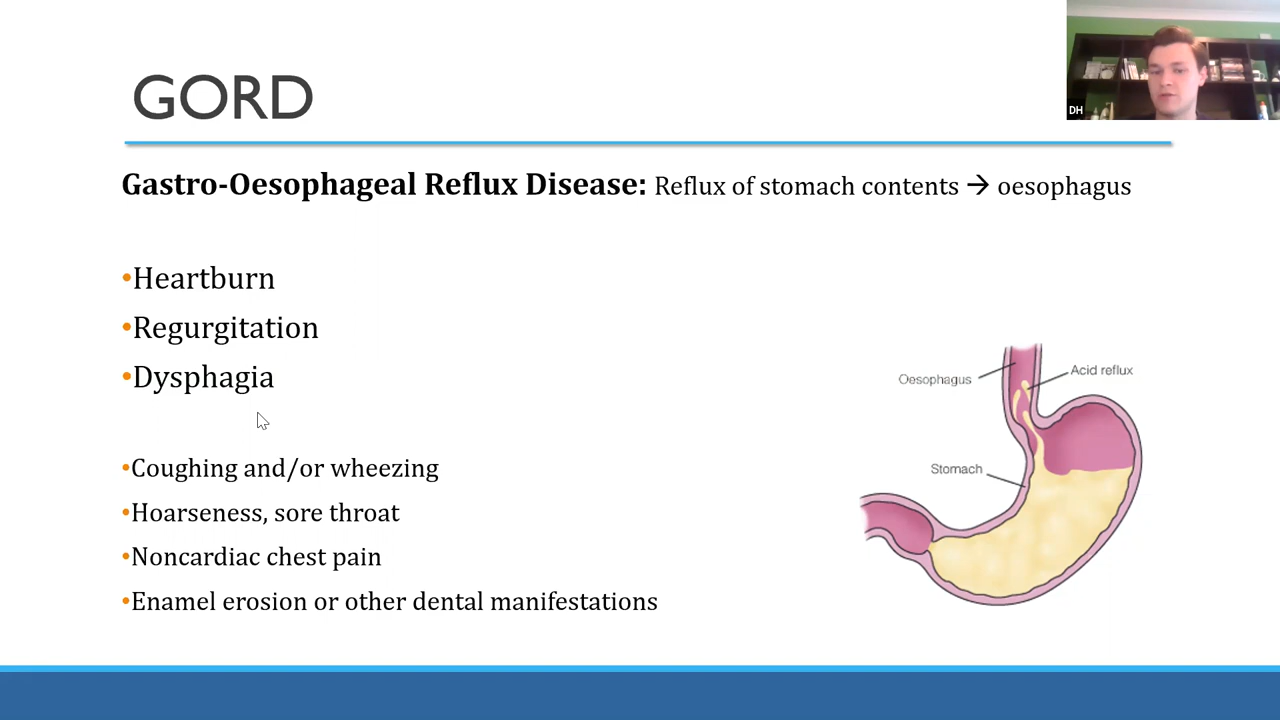 GORD
DH
Gastro-Oesophageal Reflux Disease: Reflux of stomach contents → oesophagus
•Heartburn
•Regurgitation
•Dysphagia
•Coughing and/or wheezing
•Hoarseness, sore throat
•Noncardiac chest pain
•Enamel erosion or other dental manifestations
Oesophagus
Acid reflux
Stomach